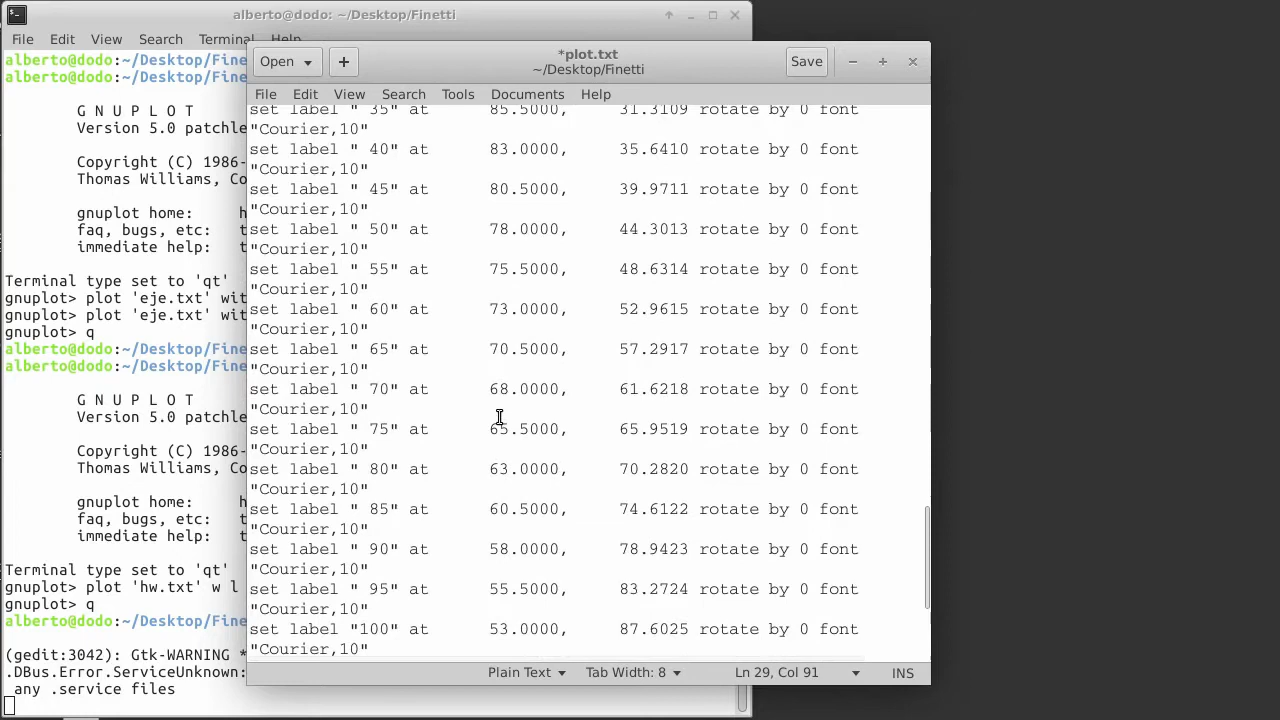 alberto@dodo: ~/Desktop/Finetti
File Edit View Search Terminal Help
alberto@dodo:~/Desktop/Fine
alberto@dodo:~/Desktop/Fine
G N U P L O T
Version 5.0 patchle
Copyright (C) 1986-
Thomas Williams, Co
gnuplot home: h
faq, bugs, etc: t
immediate help: t
Terminal type set to 'qt'
gnuplot> plot 'eje.txt' wit
gnuplot> plot 'eje.txt' wit
gnuplot> q
alberto@dodo:~/Desktop/Fine
alberto@dodo:~/Desktop/Fine
G N U P L O T
Version 5.0 patchle
Copyright (C) 1986-
Thomas Williams, Co
gnuplot home: h
faq, bugs, etc: t
immediate help: t
Terminal type set to 'qt'
gnuplot> plot 'hw.txt' w l
gnuplot> q
alberto@dodo:~/Desktop/Fine
(gedit:3042): Gtk-WARNING *
.DBus.Error.ServiceUnknown:
any .service files
Open + *plot.txt Save
~/Desktop/Finetti
File Edit View Search Tools Documents Help
set label " 35" at 85.5000, 31.3109 rotate by 0 font
"Courier,10"
set label " 40" at 83.0000, 35.6410 rotate by 0 font
"Courier,10"
set label " 45" at 80.5000, 39.9711 rotate by 0 font
"Courier,10"
set label " 50" at 78.0000, 44.3013 rotate by 0 font
"Courier,10"
set label " 55" at 75.5000, 48.6314 rotate by 0 font
"Courier,10"
set label " 60" at 73.0000, 52.9615 rotate by 0 font
"Courier,10"
set label " 65" at 70.5000, 57.2917 rotate by 0 font
"Courier,10"
set label " 70" at 68.0000, 61.6218 rotate by 0 font
"Courier,10"
set label " 75" at 65.5000, 65.9519 rotate by 0 font
"Courier,10"
set label " 80" at 63.0000, 70.2820 rotate by 0 font
"Courier,10"
set label " 85" at 60.5000, 74.6122 rotate by 0 font
"Courier,10"
set label " 90" at 58.0000, 78.9423 rotate by 0 font
"Courier,10"
set label " 95" at 55.5000, 83.2724 rotate by 0 font
"Courier,10"
set label "100" at 53.0000, 87.6025 rotate by 0 font
"Courier,10"
Plain Text Tab Width: 8 Ln 29, Col 91 INS